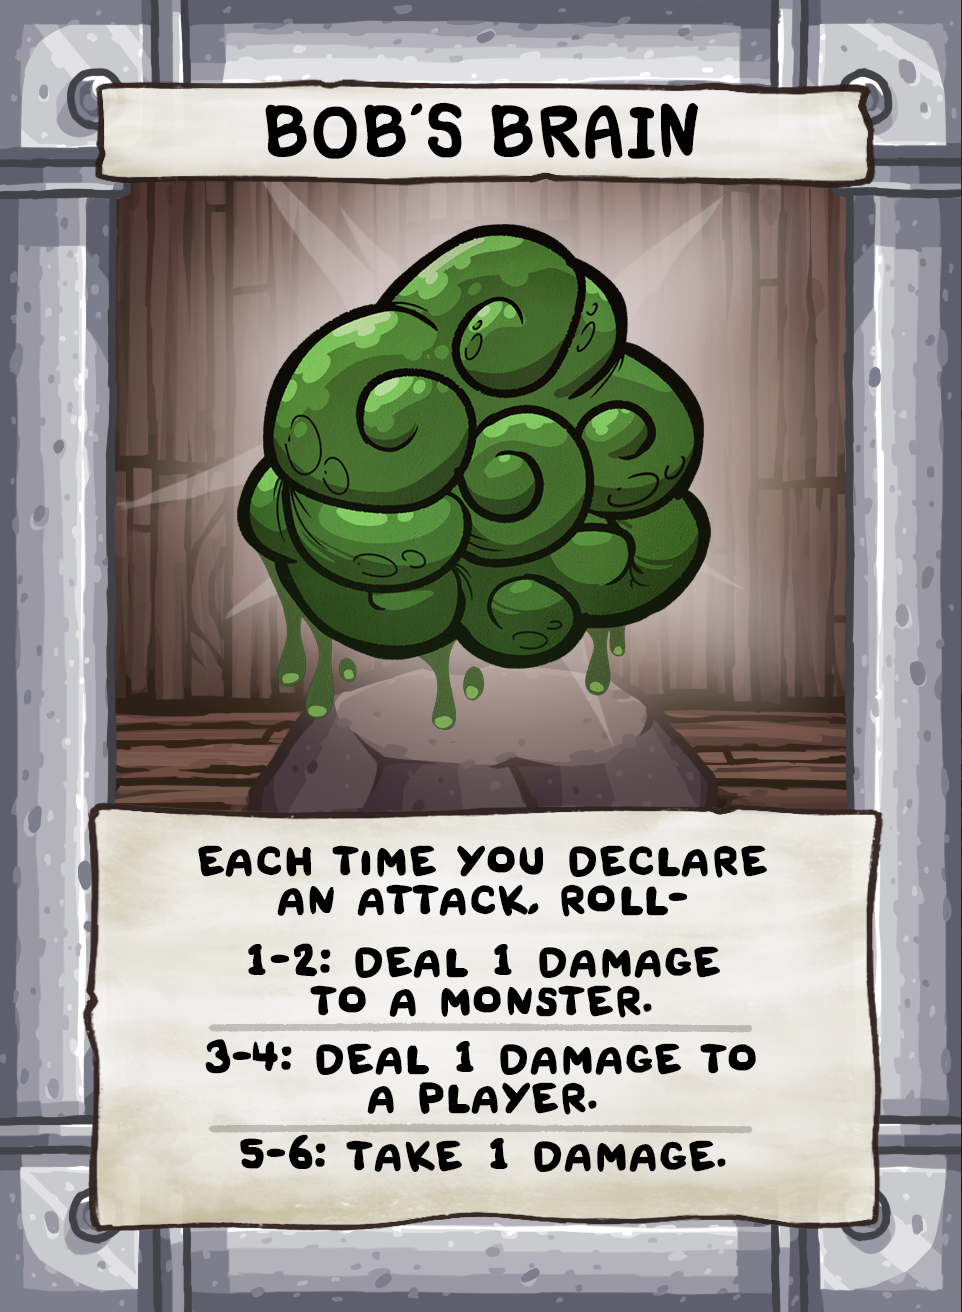 BOB'S BRAIN
EACH TIME YOU DECLARE
AN ATTACK, ROLL-
1-2: DEAL 1 DAMAGE
TO A MONSTER.
3-4: DEAL 1 DAMAGE TO
A PLAYER.
5-6: TAKE 1 DAMAGE.